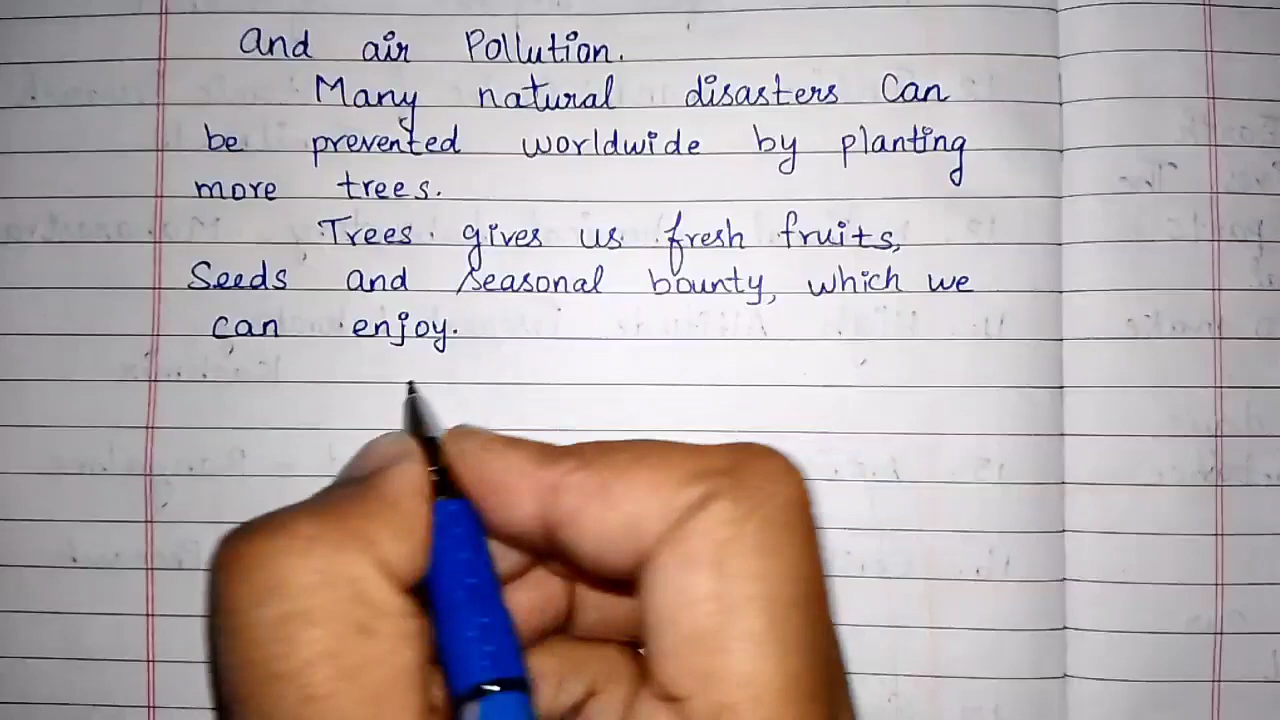 and air Pollution.
Many natural disasters Can
be prevented worldwide by planting
more trees.
Trees gives us fresh fruits,
Seeds and seasonal bounty, which we
can enjoy.